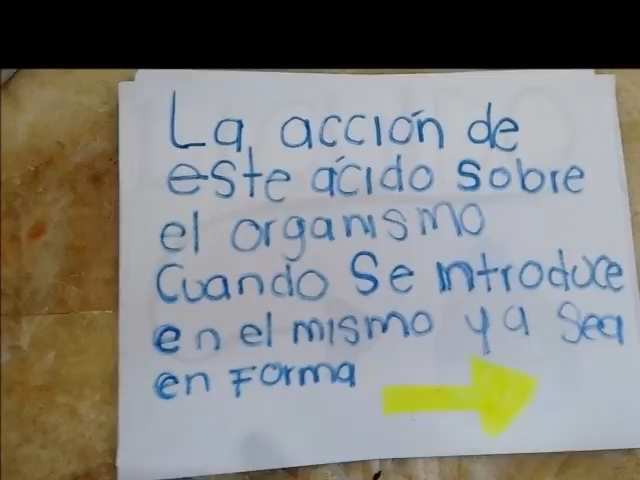 La acción de
este ácido sobre
el organismo
Cuando Se introduce
en el mismo ya Sea
en Forma